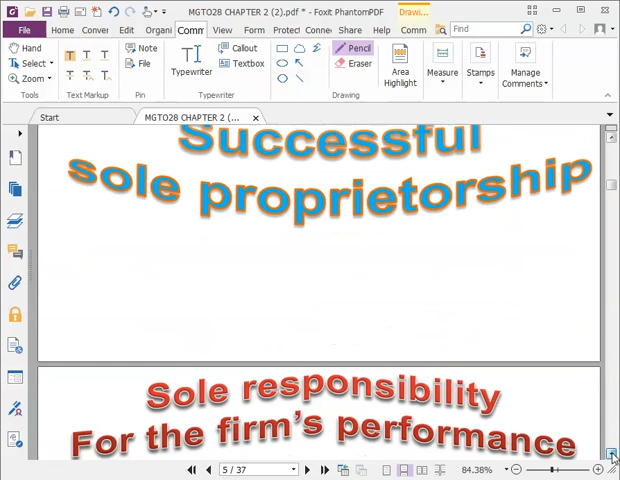 MGTO28 CHAPTER 2 (2).pdf * - Foxit PhantomPDF
Drawi...
File
Home
Com
Edit
Organi
Comm
View
Form
Protect
Connec
Share
Help
Comm
Find
Hand
Select
Zoom
Tools
Text Markup
Note
File
Pin
Typewriter
Callout
Textbox
Typewriter
Pencil
Eraser
Drawing
Area
Highlight
Measure
Stamps
Manage
Comments
Start
MGTO28 CHAPTER 2 (...
Successful
sole proprietorship
Sole responsibility
For the firm's performance
5 / 37
84.38%